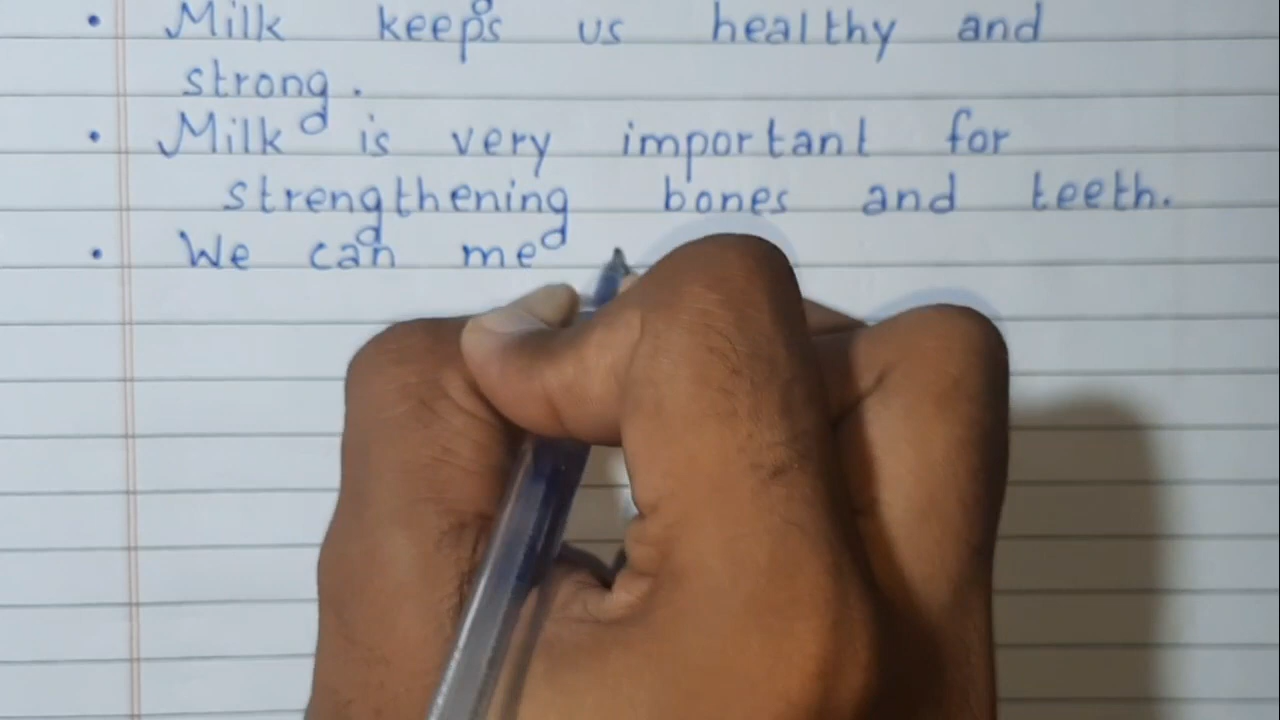 • Milk keeps us healthy and
strong.
• Milk is very important for
strengthening bones and teeth.
• We can me